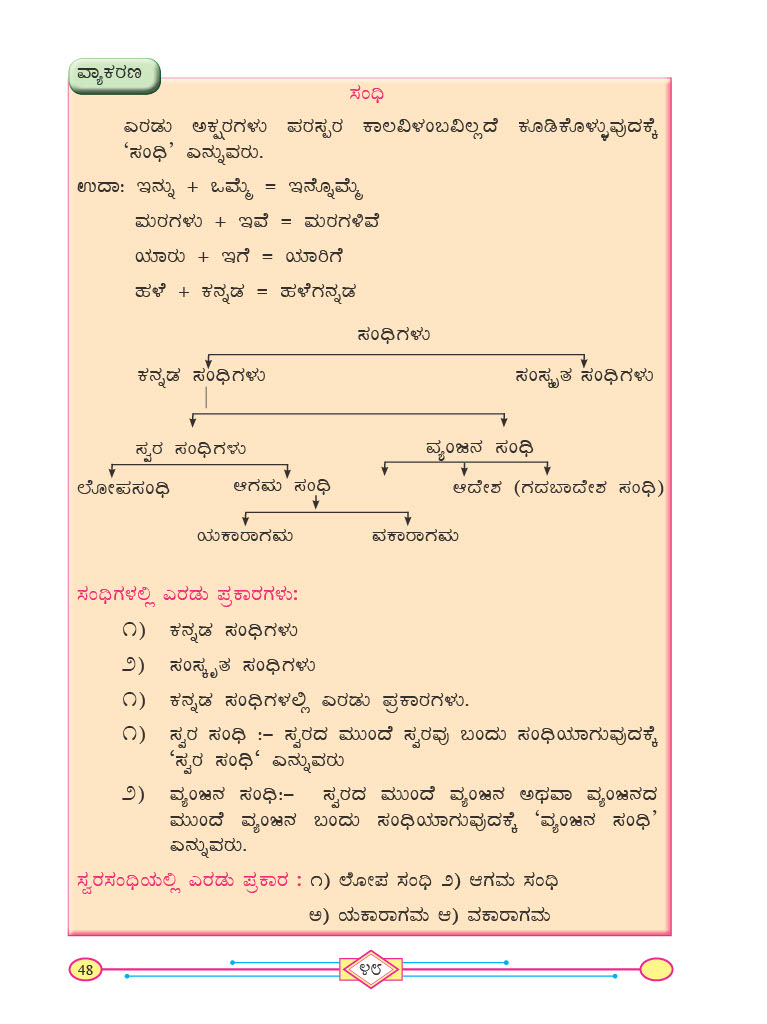 ವ್ಯಾಕರಣ
ಸಂಧಿ
ಎರಡು ಅಕ್ಷರಗಳು ಪರಸ್ಪರ ಕಾಲವಿಳಂಬವಿಲ್ಲದೆ ಕೂಡಿಕೊಳ್ಳುವುದಕ್ಕೆ
‘ಸಂಧಿ’ ಎನ್ನುವರು.
ಉದಾ: ಇನ್ನು + ಒಮ್ಮೆ = ಇನ್ನೊಮ್ಮೆ
ಮರಗಳು + ಇವೆ = ಮರಗಳಿವೆ
ಯಾರು + ಇಗೆ = ಯಾರಿಗೆ
ಹಳೆ + ಕನ್ನಡ = ಹಳೆಗನ್ನಡ
ಸಂಧಿಗಳು
ಕನ್ನಡ ಸಂಧಿಗಳು ಸಂಸ್ಕೃತ ಸಂಧಿಗಳು
ಸ್ವರ ಸಂಧಿಗಳು ವ್ಯಂಜನ ಸಂಧಿ
ಲೋಪಸಂಧಿ ಆಗಮ ಸಂಧಿ ಆದೇಶ (ಗದಬಾದೇಶ ಸಂಧಿ)
ಯಕಾರಾಗಮ ವಕಾರಾಗಮ
ಸಂಧಿಗಳಲ್ಲಿ ಎರಡು ಪ್ರಕಾರಗಳು:
೧) ಕನ್ನಡ ಸಂಧಿಗಳು
೨) ಸಂಸ್ಕೃತ ಸಂಧಿಗಳು
೧) ಕನ್ನಡ ಸಂಧಿಗಳಲ್ಲಿ ಎರಡು ಪ್ರಕಾರಗಳು.
೧) ಸ್ವರ ಸಂಧಿ :– ಸ್ವರದ ಮುಂದೆ ಸ್ವರವು ಬಂದು ಸಂಧಿಯಾಗುವುದಕ್ಕೆ
‘ಸ್ವರ ಸಂಧಿ‘ ಎನ್ನುವರು
೨) ವ್ಯಂಜನ ಸಂಧಿ:– ಸ್ವರದ ಮುಂದೆ ವ್ಯಂಜನ ಅಥವಾ ವ್ಯಂಜನದ
ಮುಂದೆ ವ್ಯಂಜನ ಬಂದು ಸಂಧಿಯಾಗುವುದಕ್ಕೆ ‘ವ್ಯಂಜನ ಸಂಧಿ’
ಎನ್ನುವರು.
ಸ್ವರಸಂಧಿಯಲ್ಲಿ ಎರಡು ಪ್ರಕಾರ : ೧) ಲೋಪ ಸಂಧಿ ೨) ಆಗಮ ಸಂಧಿ
ಅ) ಯಕಾರಾಗಮ ಆ) ವಕಾರಾಗಮ
48 ೪೮